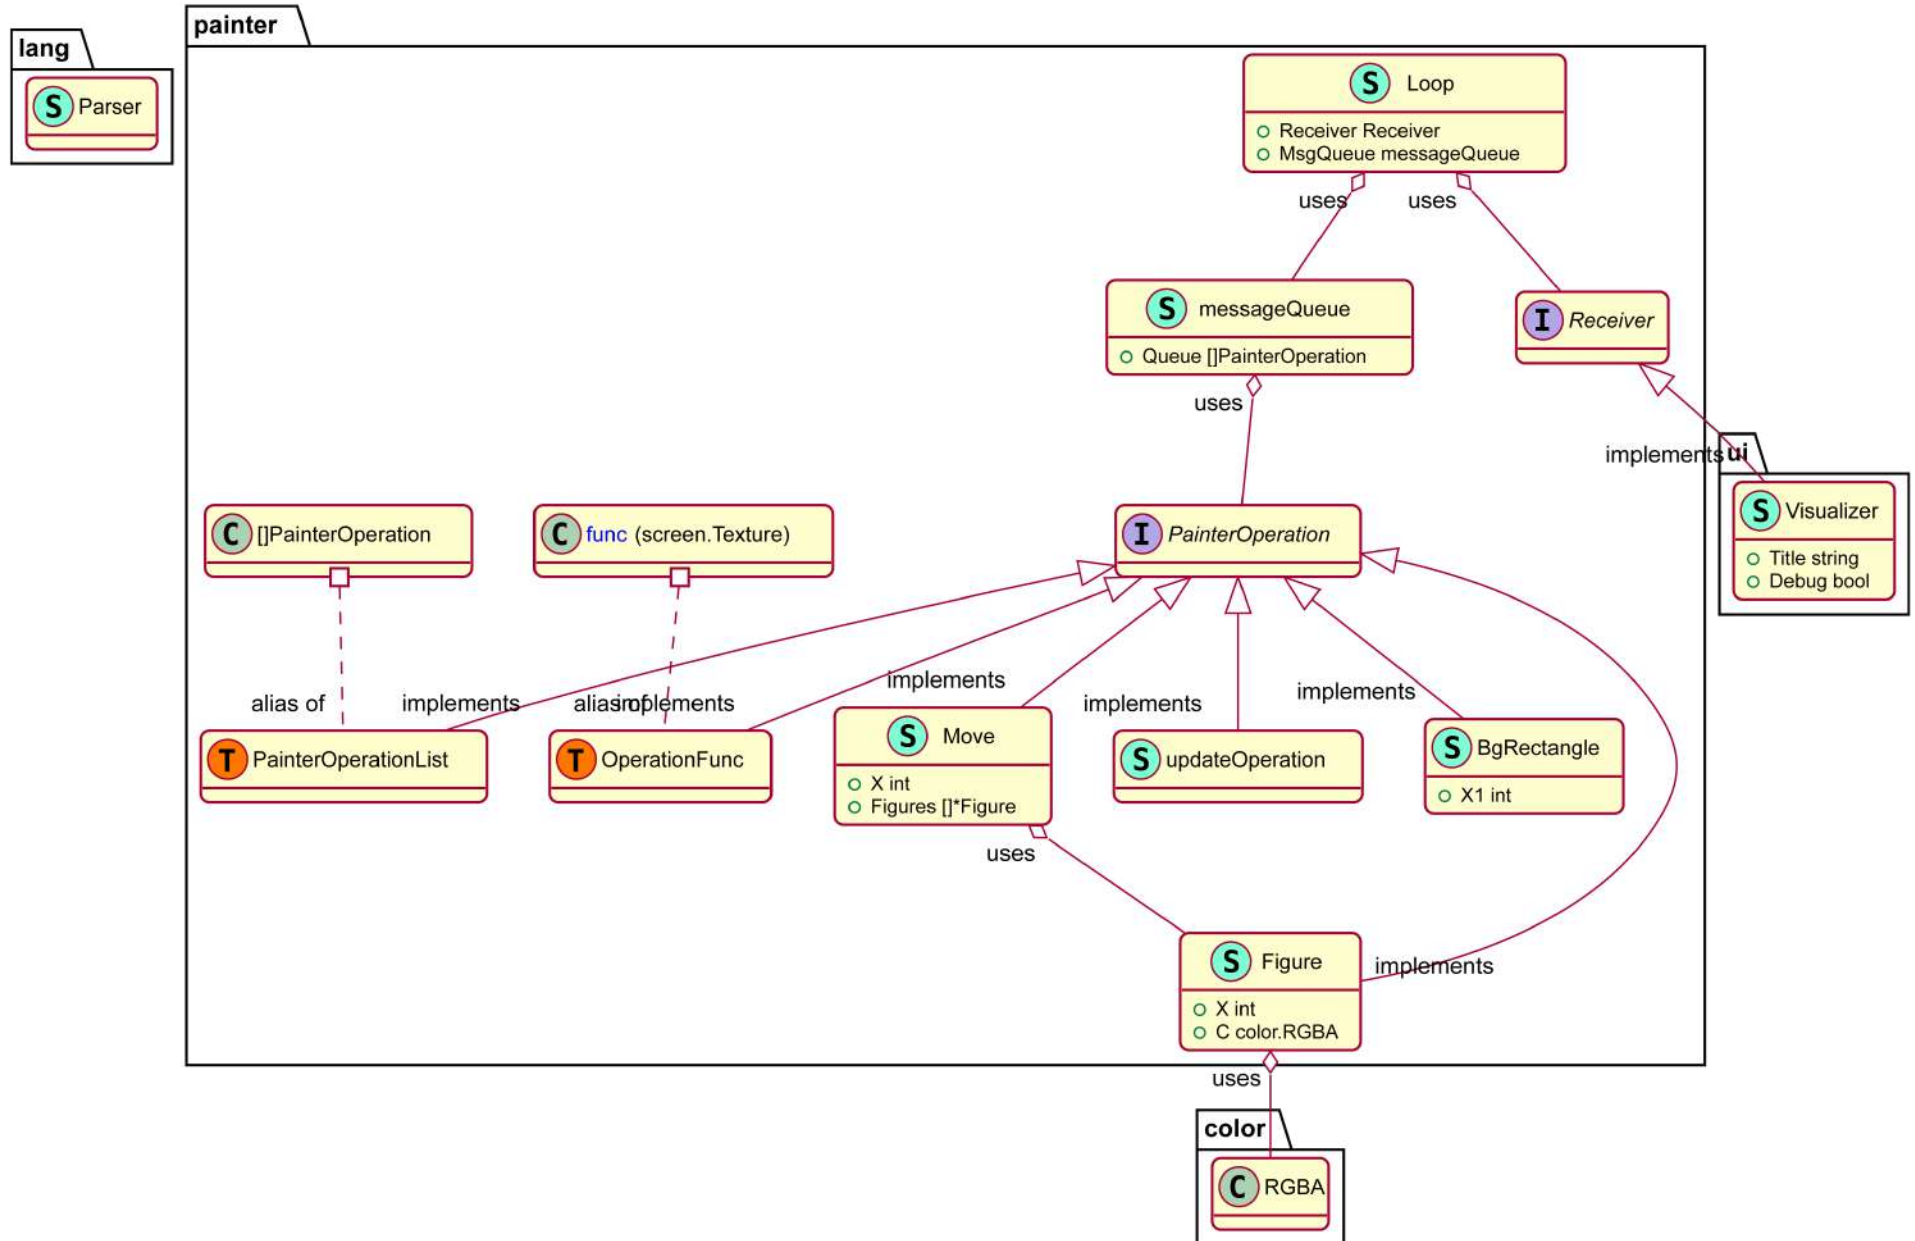 painter
lang
S Parser
S Loop
Receiver Receiver
MsgQueue messageQueue
uses
uses
S messageQueue
Queue []PainterOperation
I Receiver
uses
implements
ui
S Visualizer
Title string
Debug bool
C []PainterOperation
C func (screen.Texture)
I PainterOperation
alias of
implements
alias of
implements
implements
implements
implements
T PainterOperationList
T OperationFunc
S Move
X int
Figures []*Figure
S updateOperation
S BgRectangle
X1 int
uses
S Figure
X int
C color.RGBA
implements
uses
color
C RGBA